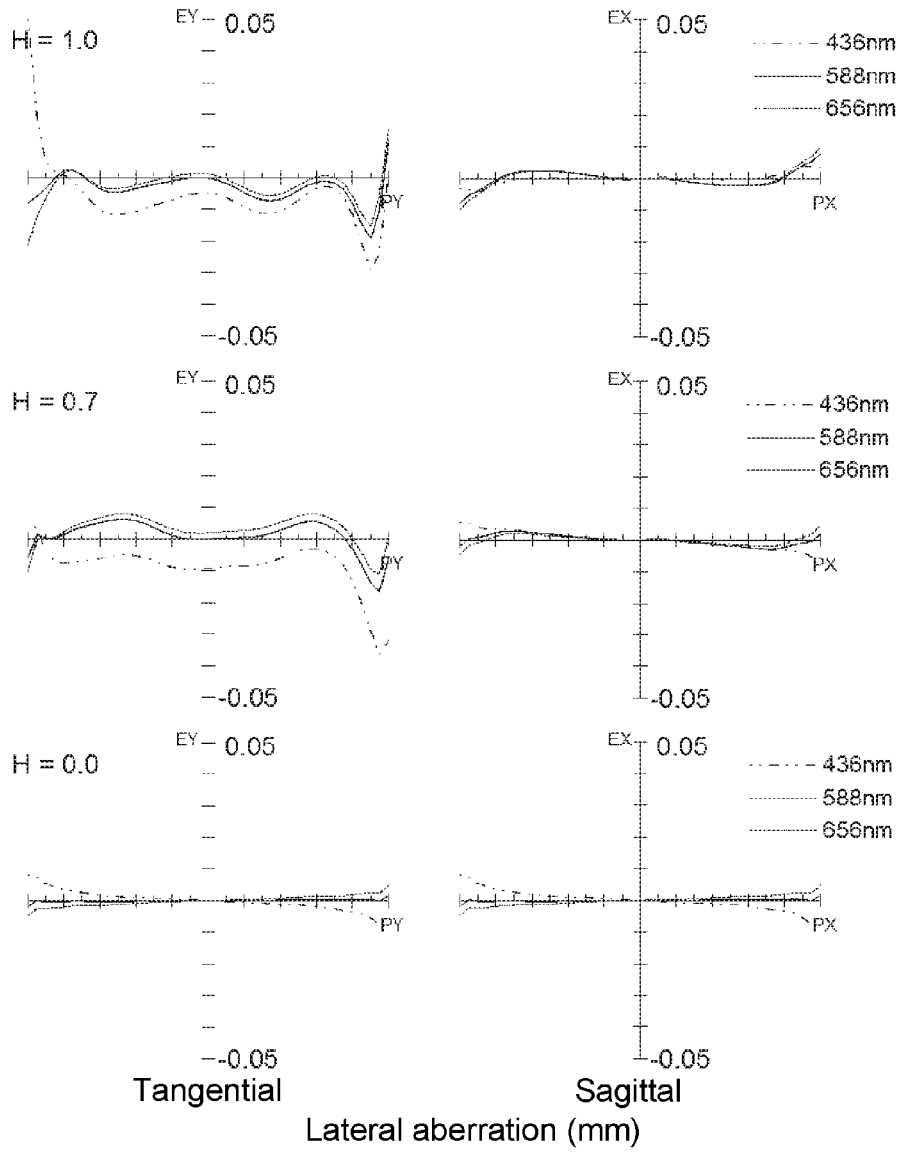 H = 1.0
EY 0.05
PY
-0.05
EX 0.05
PX
-0.05
436nm
588nm
656nm
H = 0.7
EY 0.05
PY
-0.05
EX 0.05
PX
-0.05
436nm
588nm
656nm
H = 0.0
EY 0.05
PY
-0.05
EX 0.05
PX
-0.05
436nm
588nm
656nm
Tangential
Sagittal
Lateral aberration (mm)